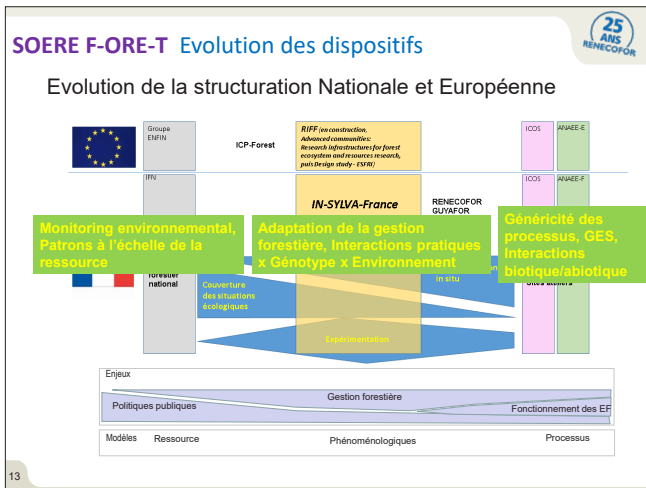 SOERE F-ORE-T Evolution des dispositifs
25
ANS
RENECOFOR
Evolution de la structuration Nationale et Européenne
Groupe
ENFIN
ICP-Forest
RIFF (en construction,
Advanced communities:
Research infrastructures for forest
ecosystem and resources research,
puis Design study - ESFRI)
ICOS
ANAEE-E
IFN
IN-SYLVA-France
RENECOFOR
GUYAFOR
ICOS
ANAEE-F
Monitoring environnemental,
Patrons à l'échelle de la
ressource
Adaptation de la gestion
forestière, Interactions pratiques
x Génotype x Environnement
Généricité des
processus, GES,
Interactions
biotique/abiotique
forestier
national
Couverture
des situations
écologiques
in situ
Sites ateliers
Expérimentation
Enjeux
Politiques publiques
Gestion forestière
Fonctionnement des EF
Modèles
Ressource
Phénoménologiques
Processus
13